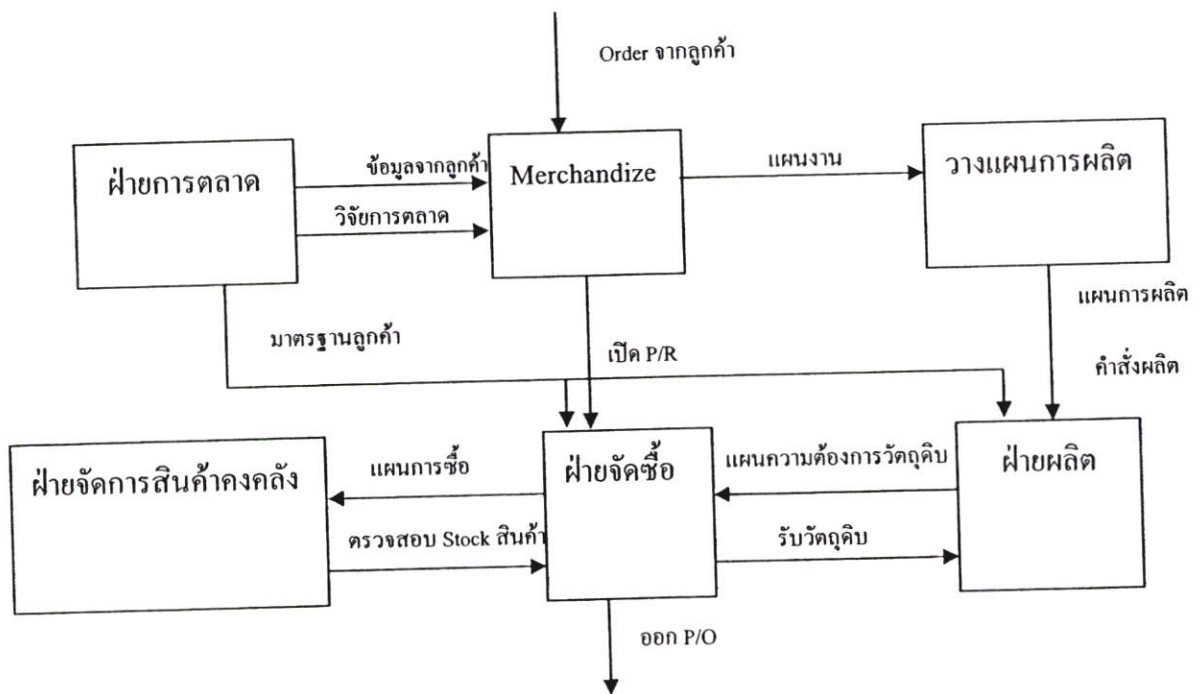 Order จากลูกค้า
ฝ่ายการตลาด
ข้อมูลจากลูกค้า
วิจัยการตลาด
Merchandize
แผนงาน
วางแผนการผลิต
มาตรฐานลูกค้า
เปิด P/R
แผนการผลิต
คำสั่งผลิต
ฝ่ายจัดการสินค้าคงคลัง
แผนการซื้อ
ตรวจสอบ Stock สินค้า
ฝ่ายจัดซื้อ
แผนความต้องการวัตถุดิบ
รับวัตถุดิบ
ฝ่ายผลิต
ออก P/O